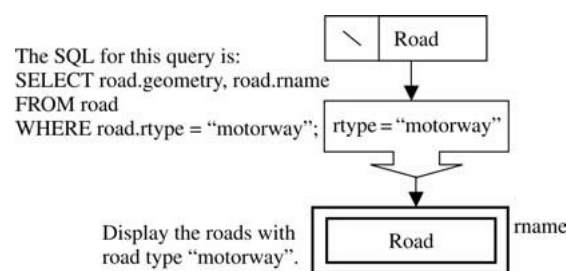 The SQL for this query is:
SELECT road.geometry, road.rname
FROM road
WHERE road.rtype = “motorway”;
Road
rtype = “motorway”
Display the roads with
road type “motorway”.
Road
rname